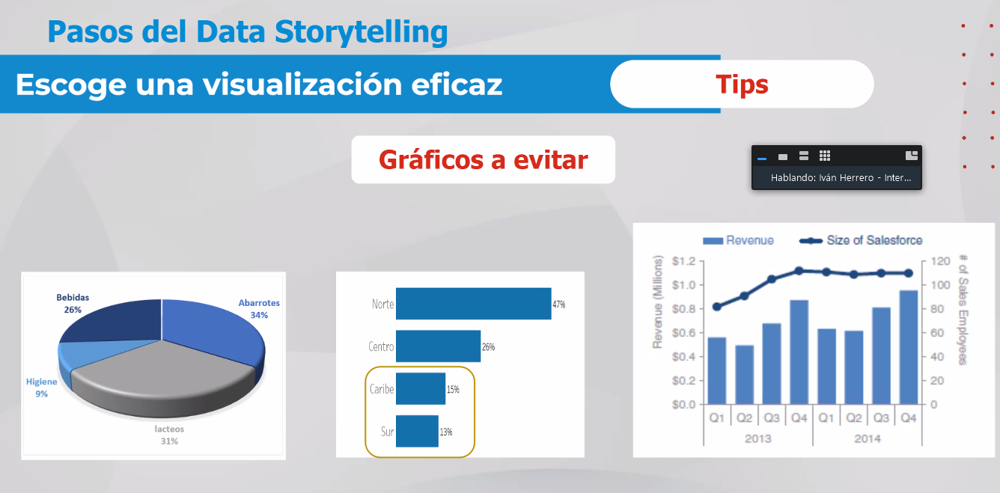 Pasos del Data Storytelling
Escoge una visualización eficaz
Tips
Gráficos a evitar
Hablando: Iván Herrero - Inter...
Bebidas
26%
Abarrotes
34%
Higiene
9%
lacteos
31%
Norte
47%
Centro
26%
Caribe
15%
Sur
13%
Revenue
Size of Salesforce
Revenue (Millions)
$1.2
$1.0
$0.8
$0.6
$0.4
$0.2
$0.0
120
100
80
60
40
20
0
# of Sales Employees
Q1 Q2 Q3 Q4 Q1 Q2 Q3 Q4
2013 2014